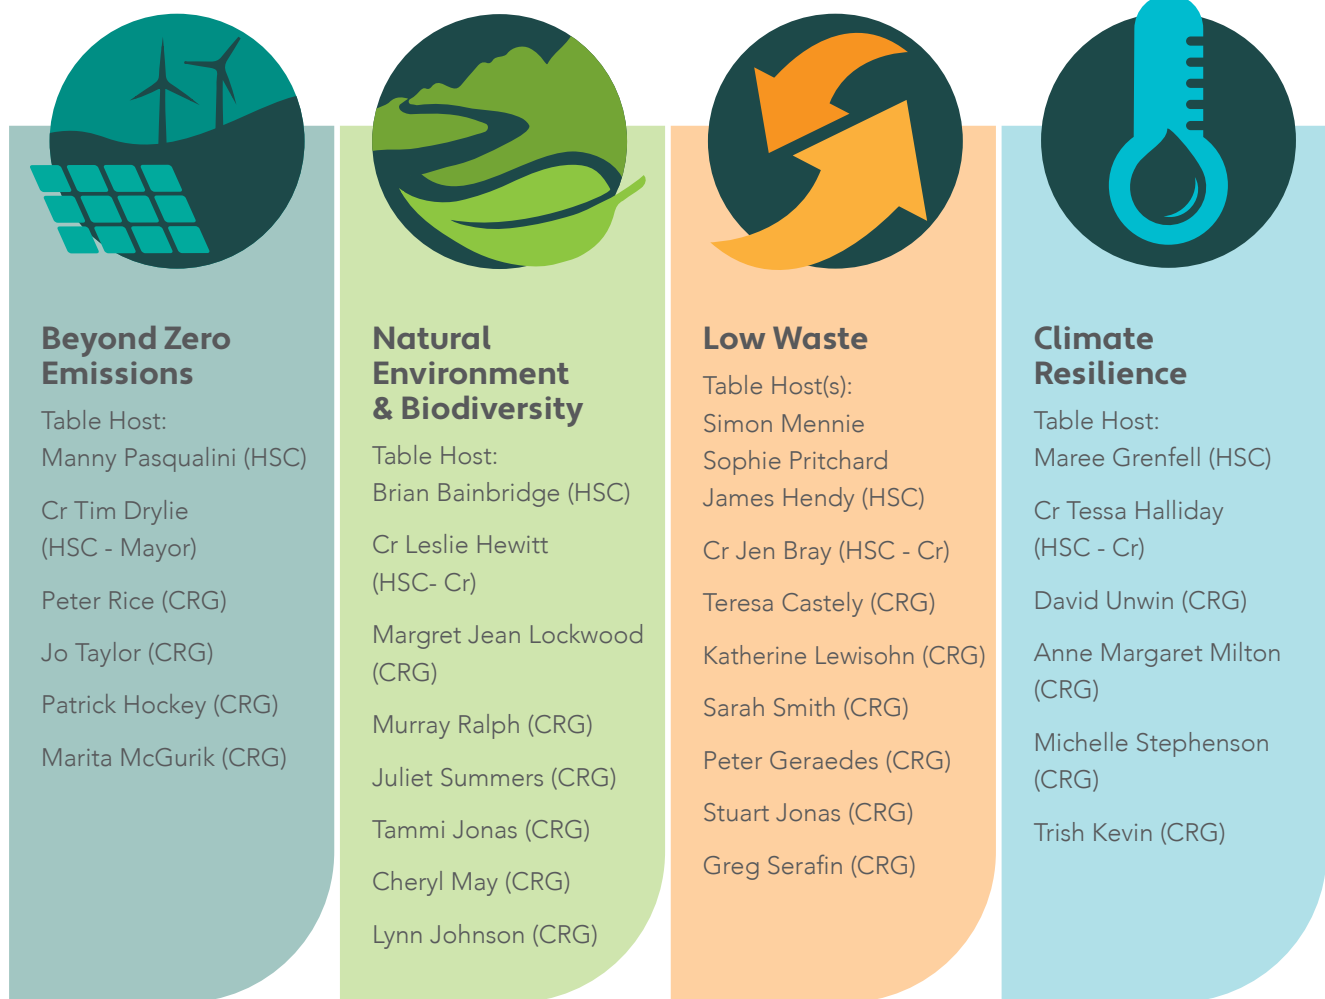 Beyond Zero
Emissions
Table Host:
Manny Pasqualini (HSC)
Cr Tim Drylie
(HSC - Mayor)
Peter Rice (CRG)
Jo Taylor (CRG)
Patrick Hockey (CRG)
Marita McGurik (CRG)
Natural
Environment
& Biodiversity
Table Host:
Brian Bainbridge (HSC)
Cr Leslie Hewitt
(HSC- Cr)
Margret Jean Lockwood
(CRG)
Murray Ralph (CRG)
Juliet Summers (CRG)
Tammi Jonas (CRG)
Cheryl May (CRG)
Lynn Johnson (CRG)
Low Waste
Table Host(s):
Simon Mennie
Sophie Pritchard
James Hendy (HSC)
Cr Jen Bray (HSC - Cr)
Teresa Castely (CRG)
Katherine Lewisohn (CRG)
Sarah Smith (CRG)
Peter Geraedes (CRG)
Stuart Jonas (CRG)
Greg Serafin (CRG)
Climate
Resilience
Table Host:
Maree Grenfell (HSC)
Cr Tessa Halliday
(HSC - Cr)
David Unwin (CRG)
Anne Margaret Milton
(CRG)
Michelle Stephenson
(CRG)
Trish Kevin (CRG)